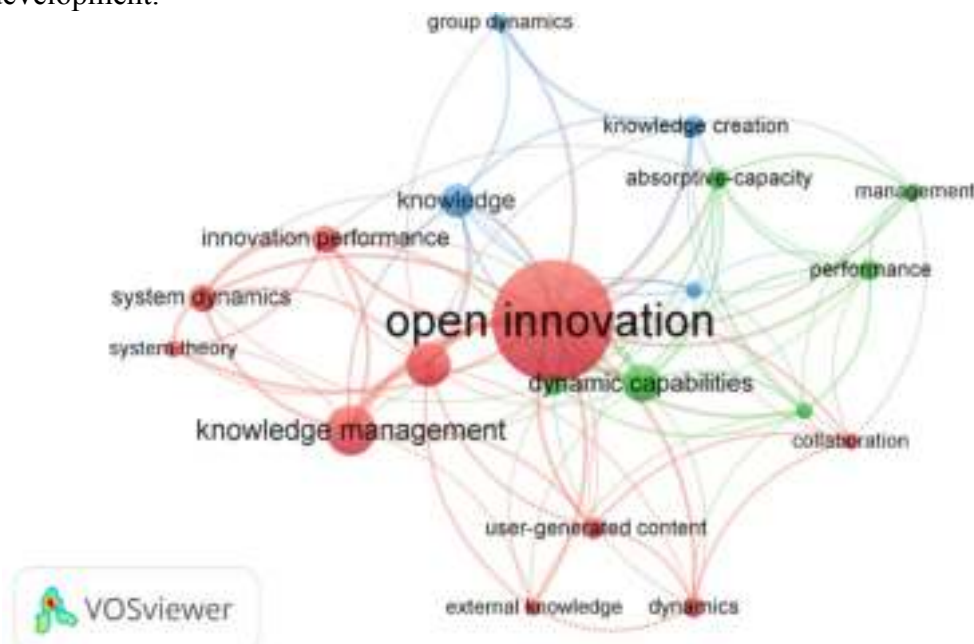 development.
group dynamics
knowledge creation
absorptive-capacity
management
knowledge
innovation performance
performance
system dynamics
open innovation
system theory
dynamic capabilities
knowledge management
collaboration
user-generated content
external knowledge
dynamics
VOSviewer